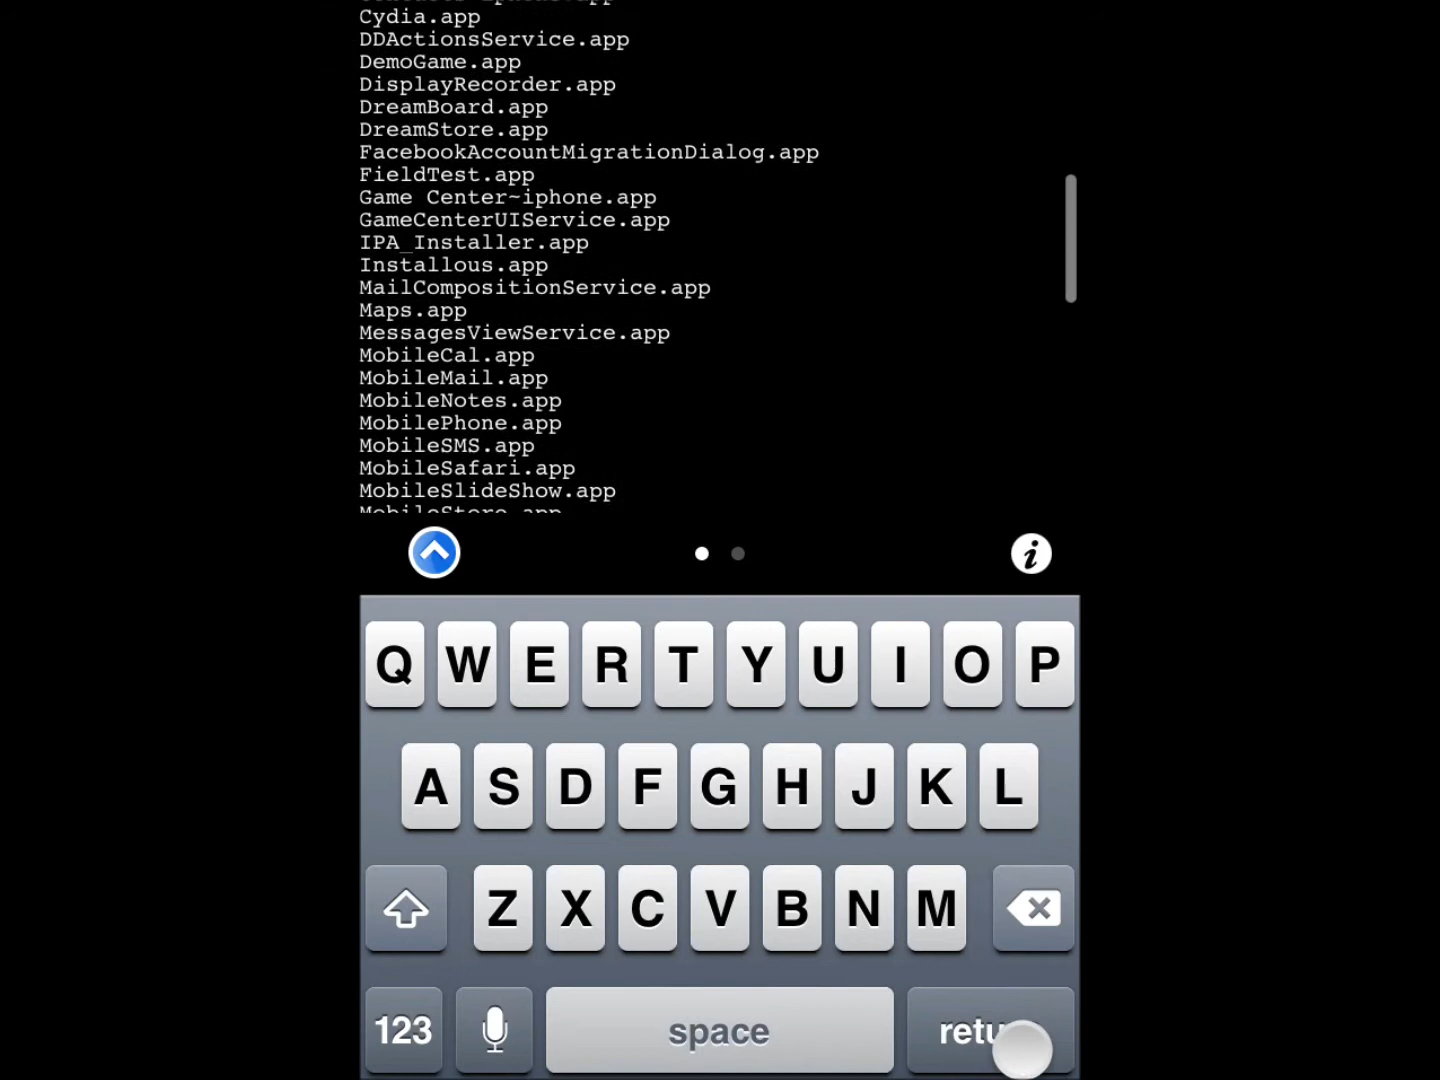 Cydia.app
DDActionsService.app
DemoGame.app
DisplayRecorder.app
DreamBoard.app
DreamStore.app
FacebookAccountMigrationDialog.app
FieldTest.app
Game Center~iphone.app
GameCenterUIService.app
IPA_Installer.app
Installous.app
MailCompositionService.app
Maps.app
MessagesViewService.app
MobileCal.app
MobileMail.app
MobileNotes.app
MobilePhone.app
MobileSMS.app
MobileSafari.app
MobileSlideShow.app
MobileStore.app
i
Q W E R T Y U I O P
A S D F G H J K L
Z X C V B N M
123 space